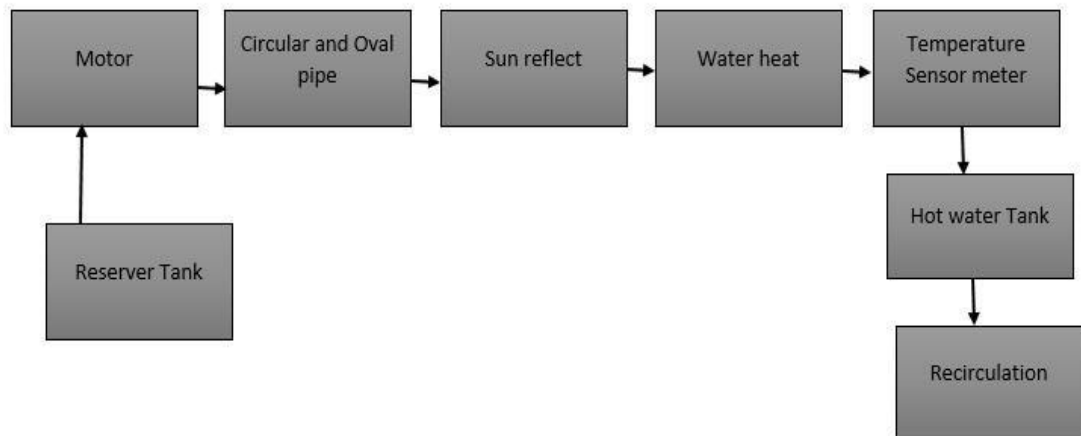 Motor
Circular and Oval
pipe
Sun reflect
Water heat
Temperature
Sensor meter
Hot water Tank
Reserver Tank
Recirculation